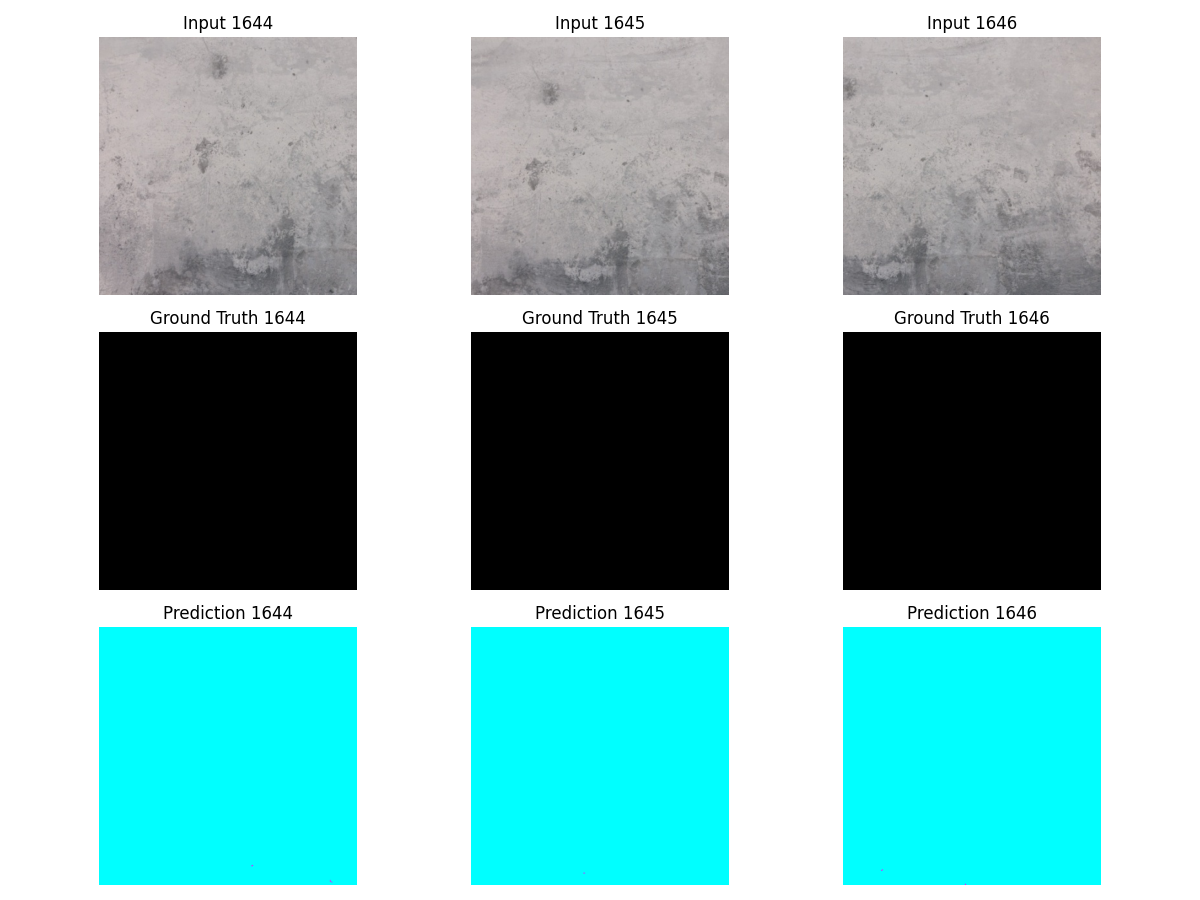 Input 1644
Input 1645
Input 1646
Ground Truth 1644
Ground Truth 1645
Ground Truth 1646
Prediction 1644
Prediction 1645
Prediction 1646